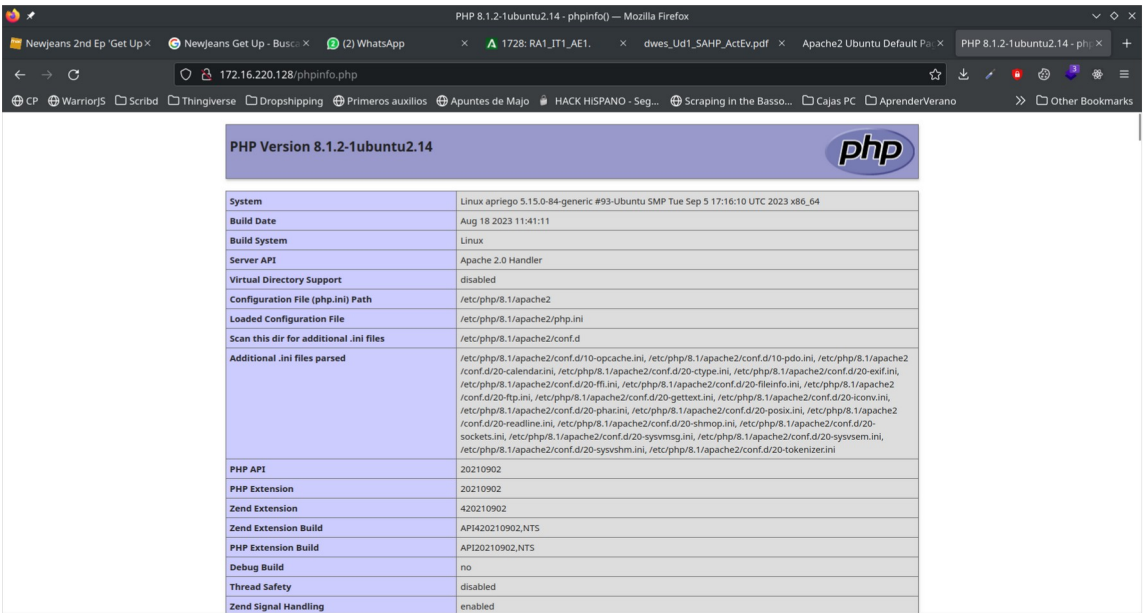 PHP 8.1.2-1ubuntu2.14 - phpinfo() — Mozilla Firefox
Newjeans 2nd Ep 'Get Up
NewJeans Get Up - Busca
(2) WhatsApp
1728: RA1_IT1_AE1.
dwes_Ud1_SAHP_ActEv.pdf
Apache2 Ubuntu Default Pa
PHP 8.1.2-1ubuntu2.14 - ph
172.16.220.128/phpinfo.php
3
CP WarriorJS Scribd Thingiverse Dropshipping Primeros auxilios Apuntes de Majo HACK HiSPANO - Seg... Scraping in the Basso... Cajas PC AprenderVerano Other Bookmarks
PHP Version 8.1.2-1ubuntu2.14
php
System Linux apriego 5.15.0-84-generic #93-Ubuntu SMP Tue Sep 5 17:16:10 UTC 2023 x86_64
Build Date Aug 18 2023 11:41:11
Build System Linux
Server API Apache 2.0 Handler
Virtual Directory Support disabled
Configuration File (php.ini) Path /etc/php/8.1/apache2
Loaded Configuration File /etc/php/8.1/apache2/php.ini
Scan this dir for additional .ini files /etc/php/8.1/apache2/conf.d
Additional .ini files parsed /etc/php/8.1/apache2/conf.d/10-opcache.ini, /etc/php/8.1/apache2/conf.d/10-pdo.ini, /etc/php/8.1/apache2
/conf.d/20-calendar.ini, /etc/php/8.1/apache2/conf.d/20-ctype.ini, /etc/php/8.1/apache2/conf.d/20-exif.ini,
/etc/php/8.1/apache2/conf.d/20-ffi.ini, /etc/php/8.1/apache2/conf.d/20-fileinfo.ini, /etc/php/8.1/apache2
/conf.d/20-ftp.ini, /etc/php/8.1/apache2/conf.d/20-gettext.ini, /etc/php/8.1/apache2/conf.d/20-iconv.ini,
/etc/php/8.1/apache2/conf.d/20-phar.ini, /etc/php/8.1/apache2/conf.d/20-posix.ini, /etc/php/8.1/apache2
/conf.d/20-readline.ini, /etc/php/8.1/apache2/conf.d/20-shmop.ini, /etc/php/8.1/apache2/conf.d/20-
sockets.ini, /etc/php/8.1/apache2/conf.d/20-sysvmsg.ini, /etc/php/8.1/apache2/conf.d/20-sysvsem.ini,
/etc/php/8.1/apache2/conf.d/20-sysvshm.ini, /etc/php/8.1/apache2/conf.d/20-tokenizer.ini
PHP API 20210902
PHP Extension 20210902
Zend Extension 420210902
Zend Extension Build API420210902,NTS
PHP Extension Build API20210902,NTS
Debug Build no
Thread Safety disabled
Zend Signal Handling enabled